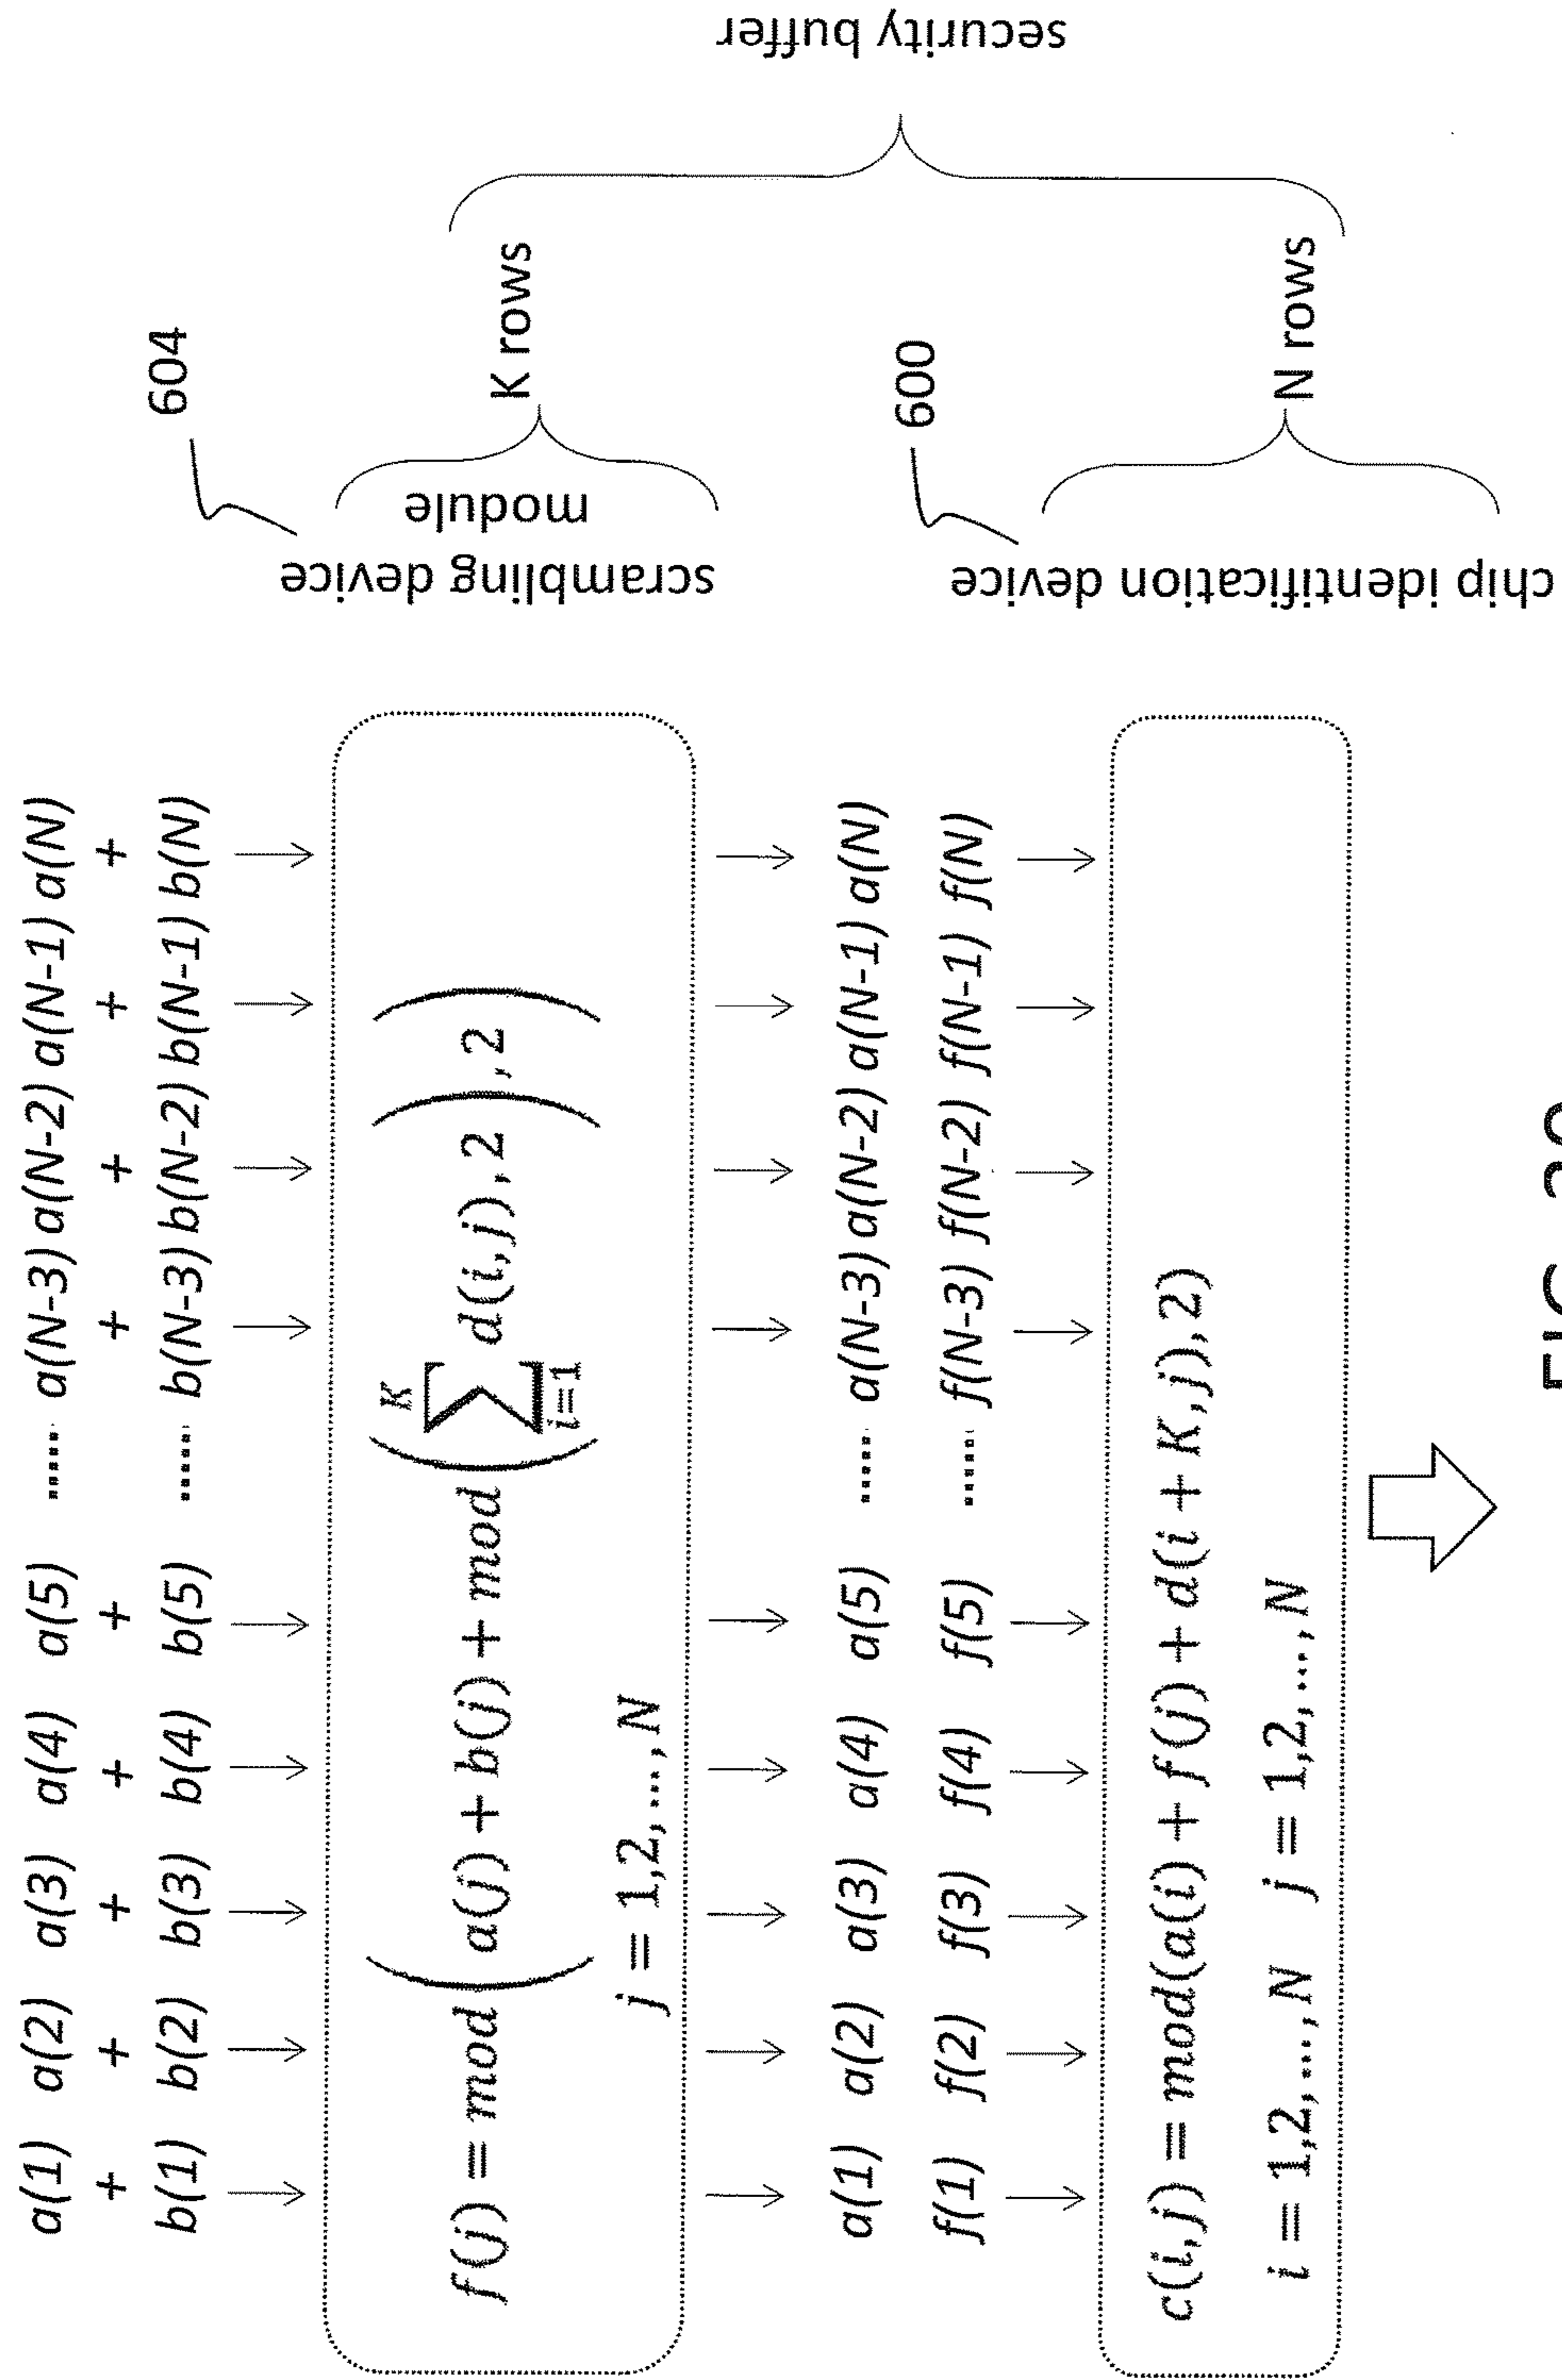 a(1) a(2) a(3) a(4) a(5) ...... a(N-3) a(N-2) a(N-1) a(N)
+ + + + + + + + +
b(1) b(2) b(3) b(4) b(5) ...... b(N-3) b(N-2) b(N-1) b(N)
604
scrambling device
module
K rows
f(j) = mod(a(j) + b(j) + mod(∑_{i=1}^{K} d(i,j), 2), 2)
j = 1,2,...,N
a(1) a(2) a(3) a(4) a(5) ...... a(N-3) a(N-2) a(N-1) a(N)
f(1) f(2) f(3) f(4) f(5) ...... f(N-3) f(N-2) f(N-1) f(N)
600
chip identification device
N rows
c(i,j) = mod(a(i) + f(j) + d(i + K,j),2)
i = 1,2,...,N j = 1,2,...,N
security buffer